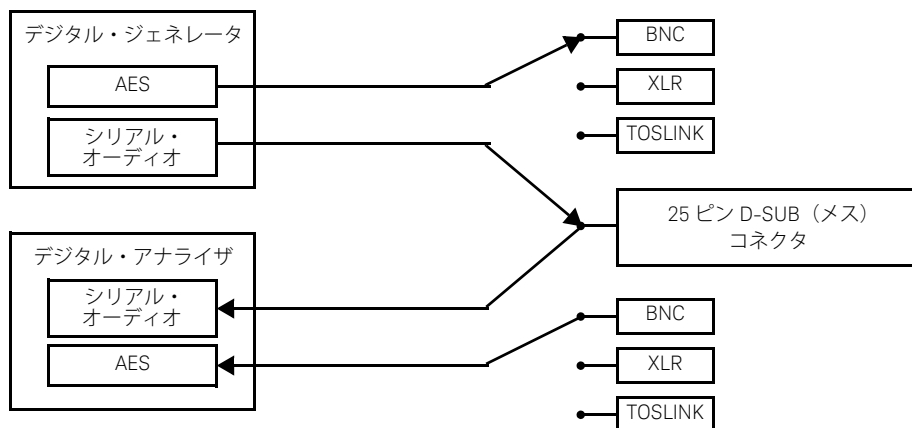 デジタル・ジェネレータ
AES
シリアル・
オーディオ
BNC
XLR
TOSLINK
25 ピン D-SUB（メス）
コネクタ
デジタル・アナライザ
シリアル・
オーディオ
AES
BNC
XLR
TOSLINK